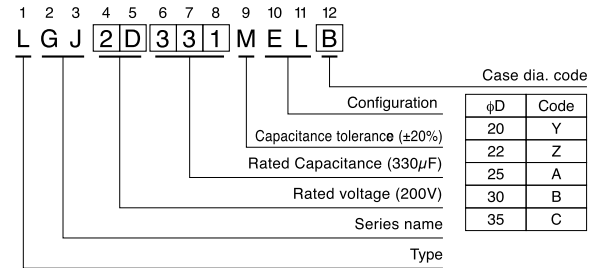 1 2 3 4 5 6 7 8 9 10 11 12
L G J 2 D 3 3 1 M E L B
Case dia. code
Configuration
Capacitance tolerance (±20%)
Rated Capacitance (330µF)
Rated voltage (200V)
Series name
Type
ϕD Code
20 Y
22 Z
25 A
30 B
35 C